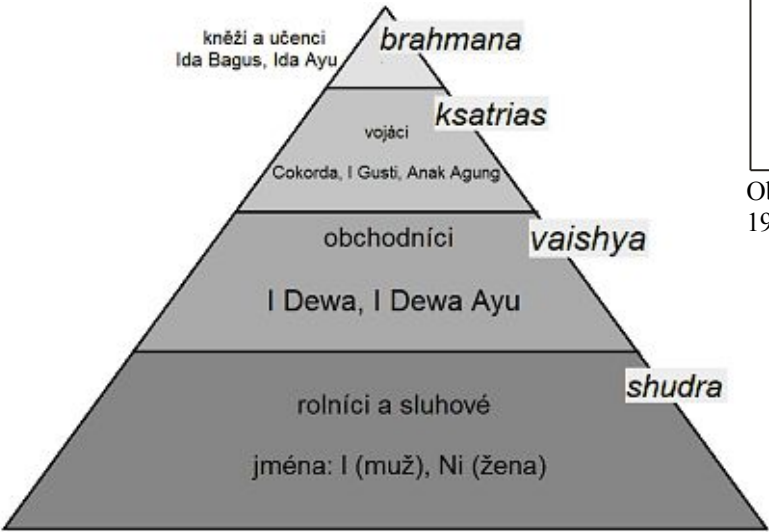 kněží a učenci
Ida Bagus, Ida Ayu
brahmana
ksatrias
vojáci
Cokorda, I Gusti, Anak Agung
obchodníci
vaishya
I Dewa, I Dewa Ayu
shudra
rolníci a sluhové
jména: I (muž), Ni (žena)